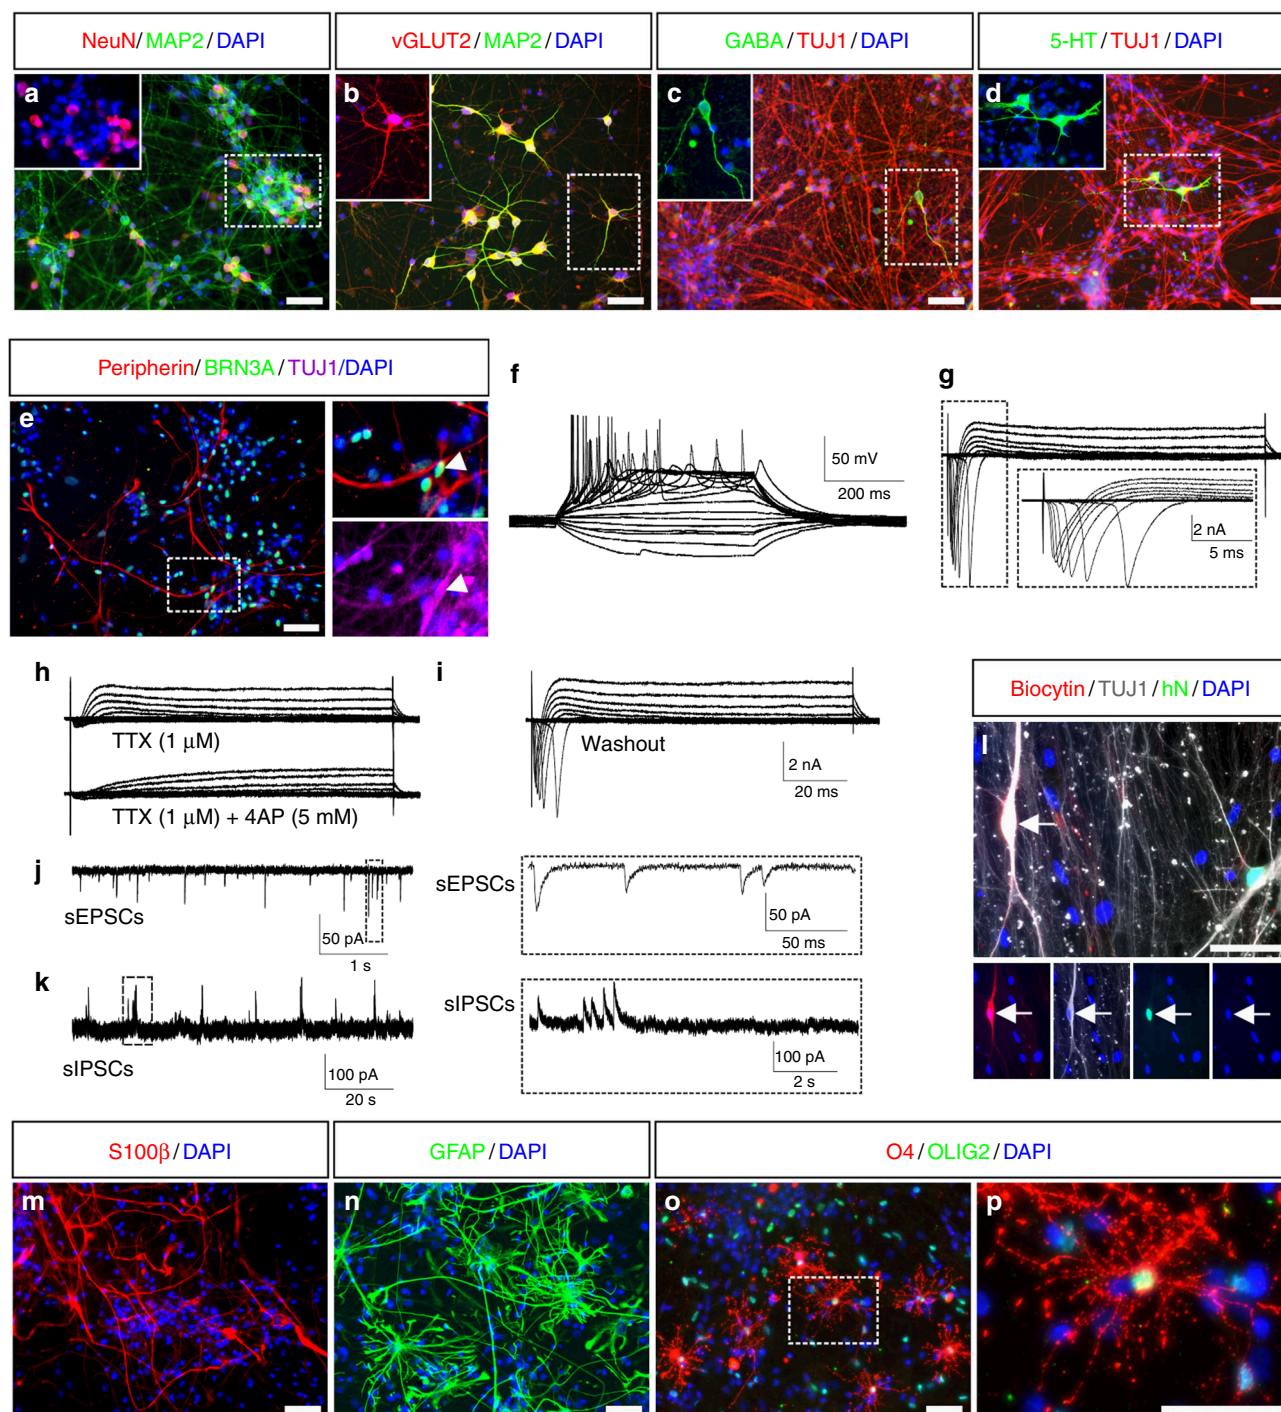 NeuN/MAP2/DAPI
vGLUT2/MAP2/DAPI
GABA/TUJ1/DAPI
5-HT/TUJ1/DAPI
a
b
c
d
Peripherin/BRN3A/TUJ1/DAPI
e
f
50 mV
200 ms
g
2 nA
5 ms
h
TTX (1 μM)
TTX (1 μM) + 4AP (5 mM)
i
Washout
2 nA
20 ms
Biocytin/TUJ1/hN/DAPI
l
j
sEPSCs
50 pA
1 s
sEPSCs
50 pA
50 ms
k
sIPSCs
100 pA
20 s
sIPSCs
100 pA
2 s
S100β/DAPI
GFAP/DAPI
O4/OLIG2/DAPI
m
n
o
p